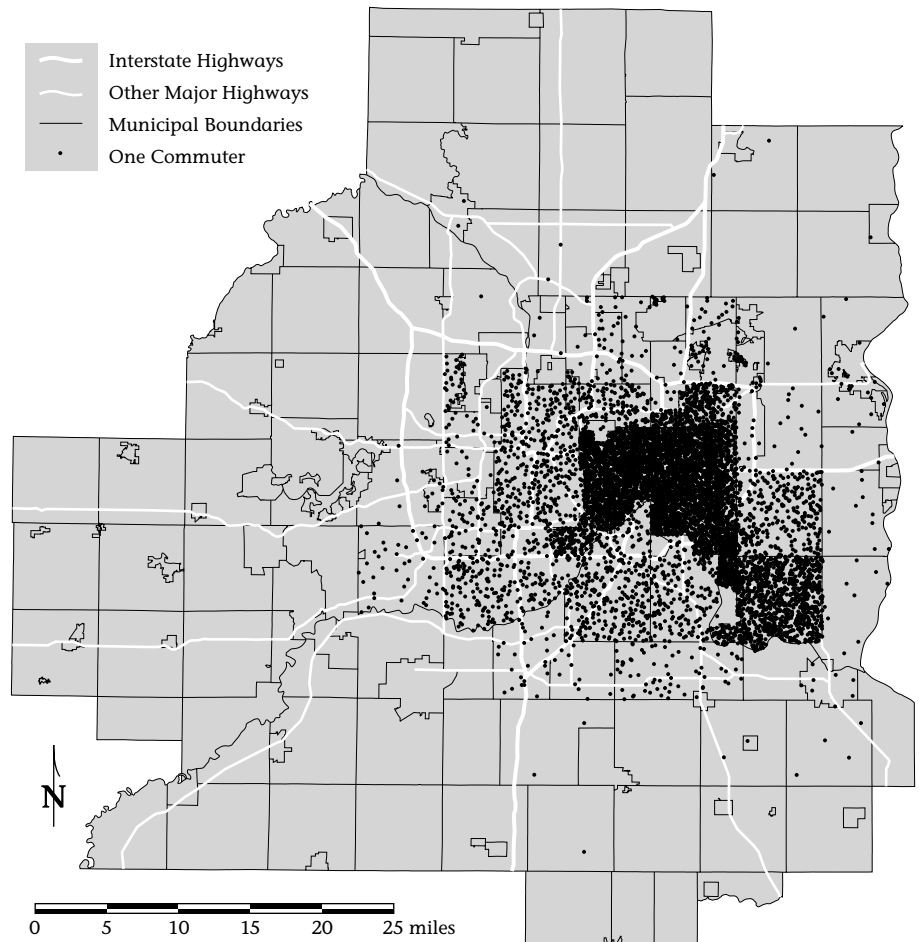 Interstate Highways
Other Major Highways
Municipal Boundaries
One Commuter
N
0 5 10 15 20 25 miles